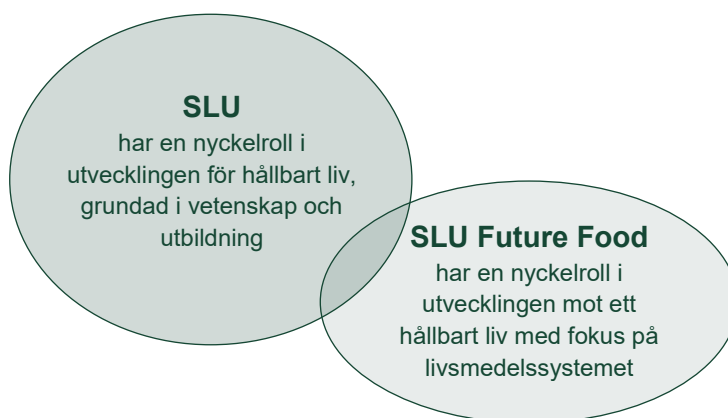 SLU
har en nyckelroll i
utvecklingen för hållbart liv,
grundad i vetenskap och
utbildning
SLU Future Food
har en nyckelroll i
utvecklingen mot ett
hållbart liv med fokus på
livsmedelssystemet